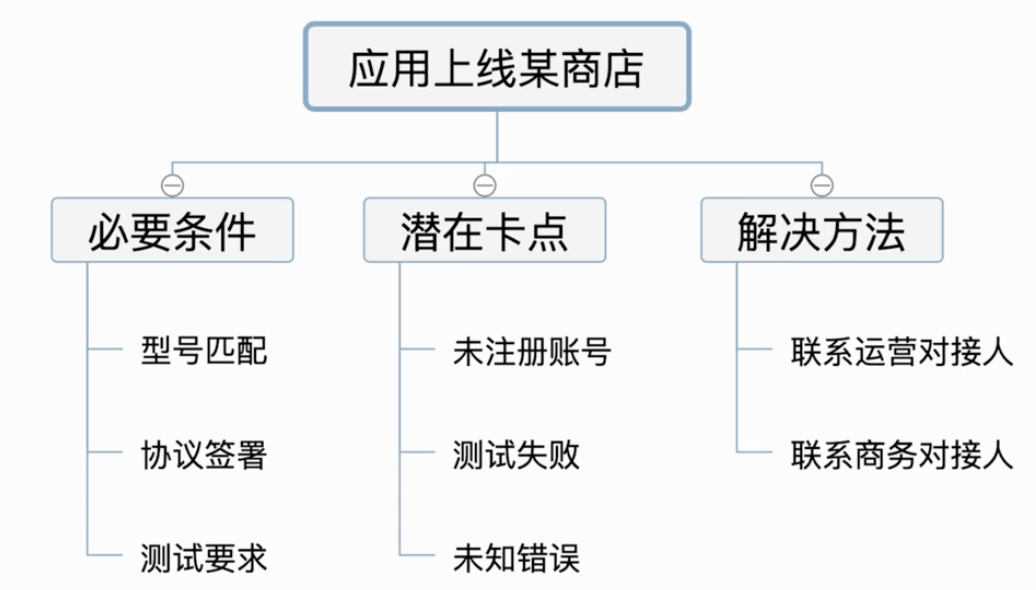 应用上线某商店
必要条件
潜在卡点
解决方法
型号匹配
未注册账号
联系运营对接人
协议签署
测试失败
联系商务对接人
测试要求
未知错误